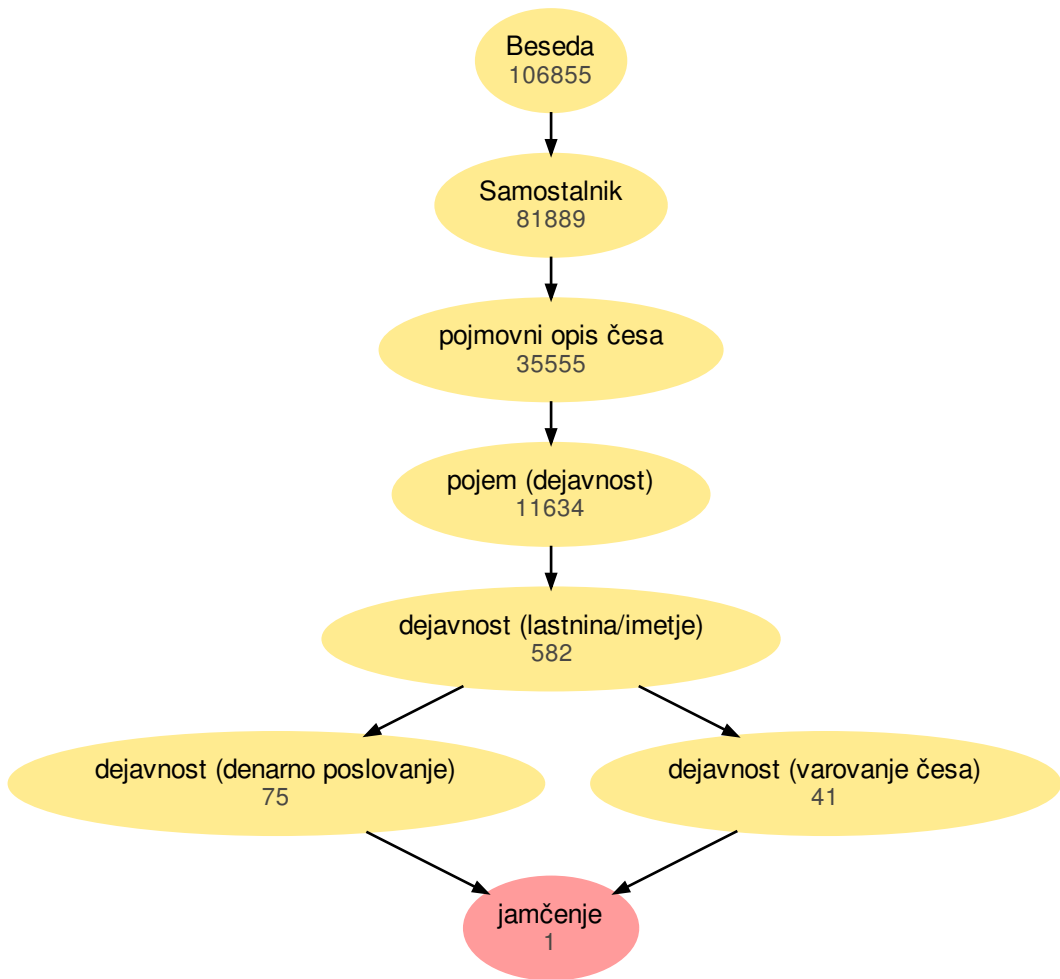 Beseda
106855
Samostalnik
81889
pojmovni opis česa
35555
pojem (dejavnost)
11634
dejavnost (lastnina/imetje)
582
dejavnost (denarno poslovanje)
75
dejavnost (varovanje česa)
41
jamčenje
1